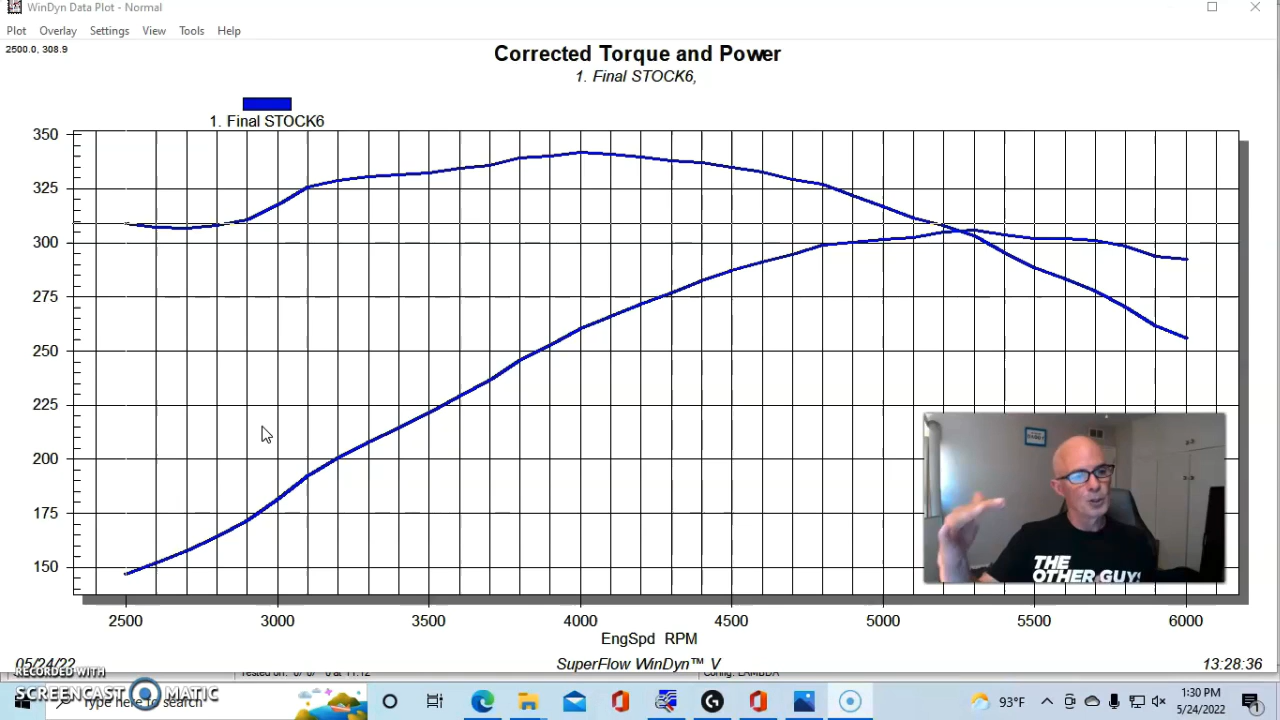 WinDyn Data Plot - Normal
Plot Overlay Settings View Tools Help
2500.0, 308.9
Corrected Torque and Power
1. Final STOCK6,
1. Final STOCK6
350
325
300
275
250
225
200
175
150
2500 3000 3500 4000 4500 5000 5500 6000
EngSpd RPM
05/24/22 SuperFlow WinDyn™ V 13:28:36
RECORDED WITH
SCREENCAST MATIC
Type here to search
93°F
1:30 PM
5/24/2022
1
THE
OTHER GUYS